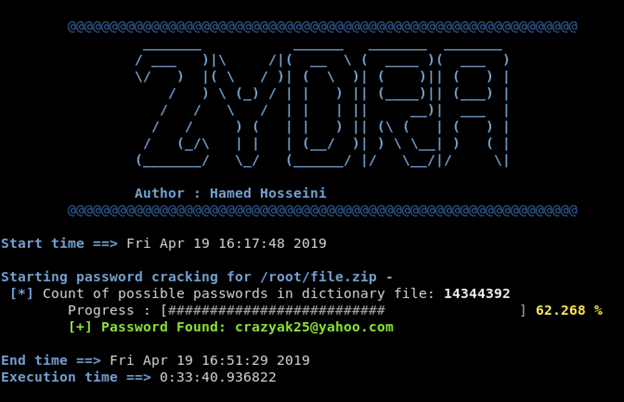 @@@@@@@@@@@@@@@@@@@@@@@@@@@@@@@@@@@@@@@@@@@@@@@@@@@@@@@@@@@@@
ZYDRA
Author : Hamed Hosseini
@@@@@@@@@@@@@@@@@@@@@@@@@@@@@@@@@@@@@@@@@@@@@@@@@@@@@@@@@@@@@
Start time ==> Fri Apr 19 16:17:48 2019
Starting password cracking for /root/file.zip -
[*] Count of possible passwords in dictionary file: 14344392
Progress : [##########################                ] 62.268 %
[+] Password Found: crazyak25@yahoo.com
End time ==> Fri Apr 19 16:51:29 2019
Execution time ==> 0:33:40.936822